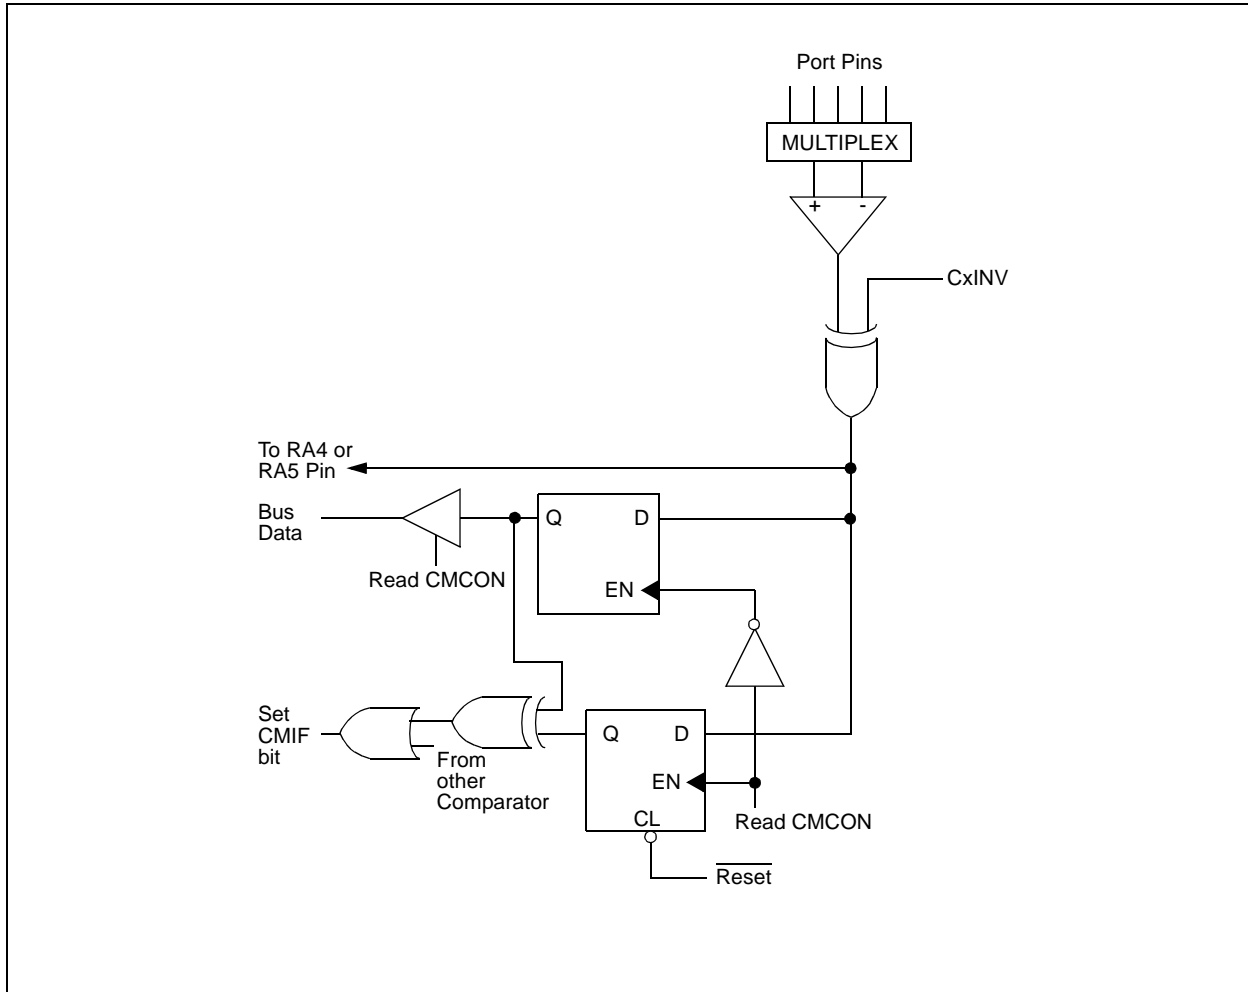 Port Pins
MULTIPLEX
+ -
CxINV
To RA4 or
RA5 Pin
Bus
Data
Q D
EN
Read CMCON
Set
CMIF
bit
From
other
Comparator
Q D
EN
CL
Read CMCON
Reset